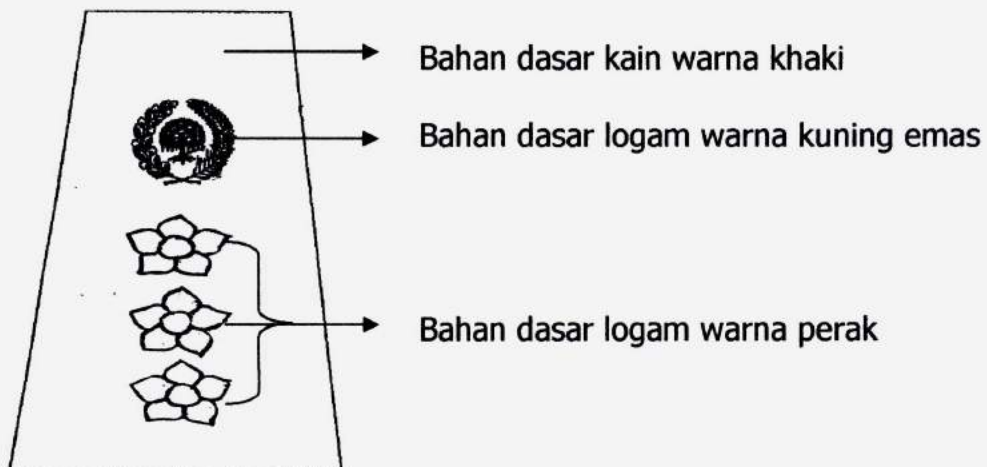 Bahan dasar kain warna khaki
Bahan dasar logam warna kuning emas
Bahan dasar logam warna perak